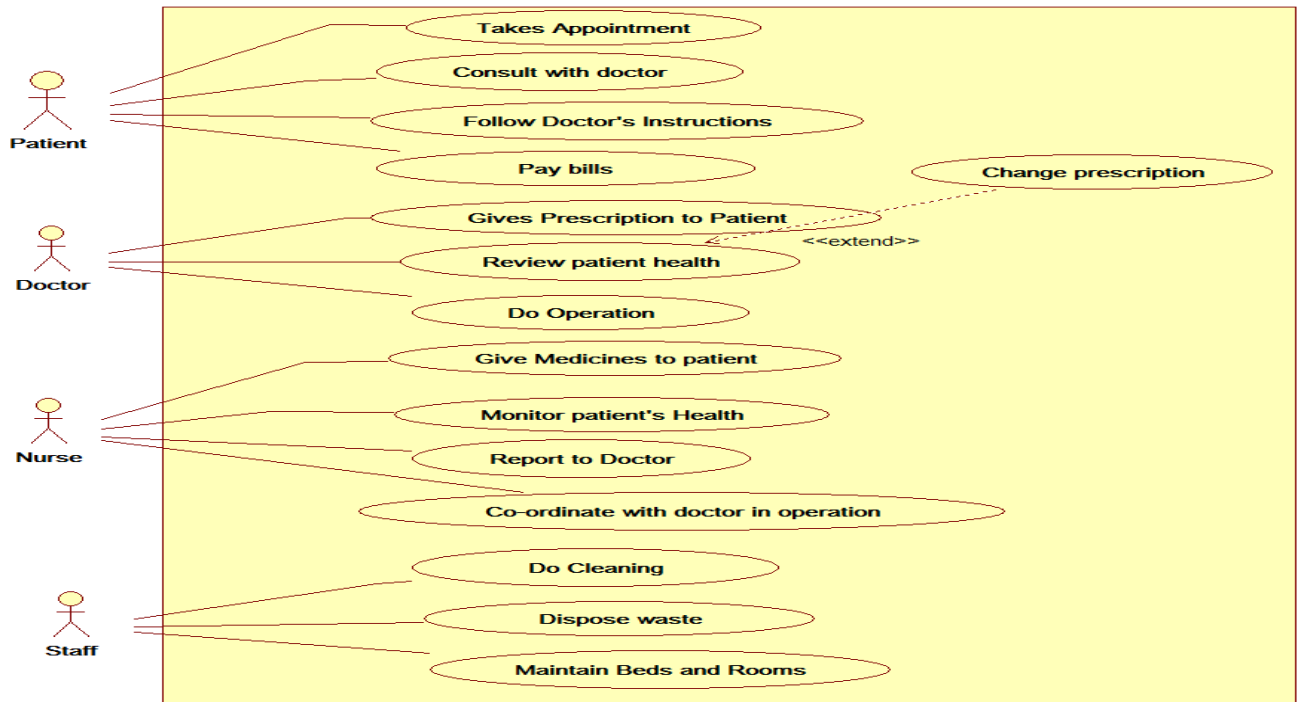 Takes Appointment
Consult with doctor
Follow Doctor's Instructions
Patient
Pay bills
Change prescription
Gives Prescription to Patient
<<extend>>
Review patient health
Doctor
Do Operation
Give Medicines to patient
Monitor patient's Health
Nurse
Report to Doctor
Co-ordinate with doctor in operation
Do Cleaning
Dispose waste
Staff
Maintain Beds and Rooms